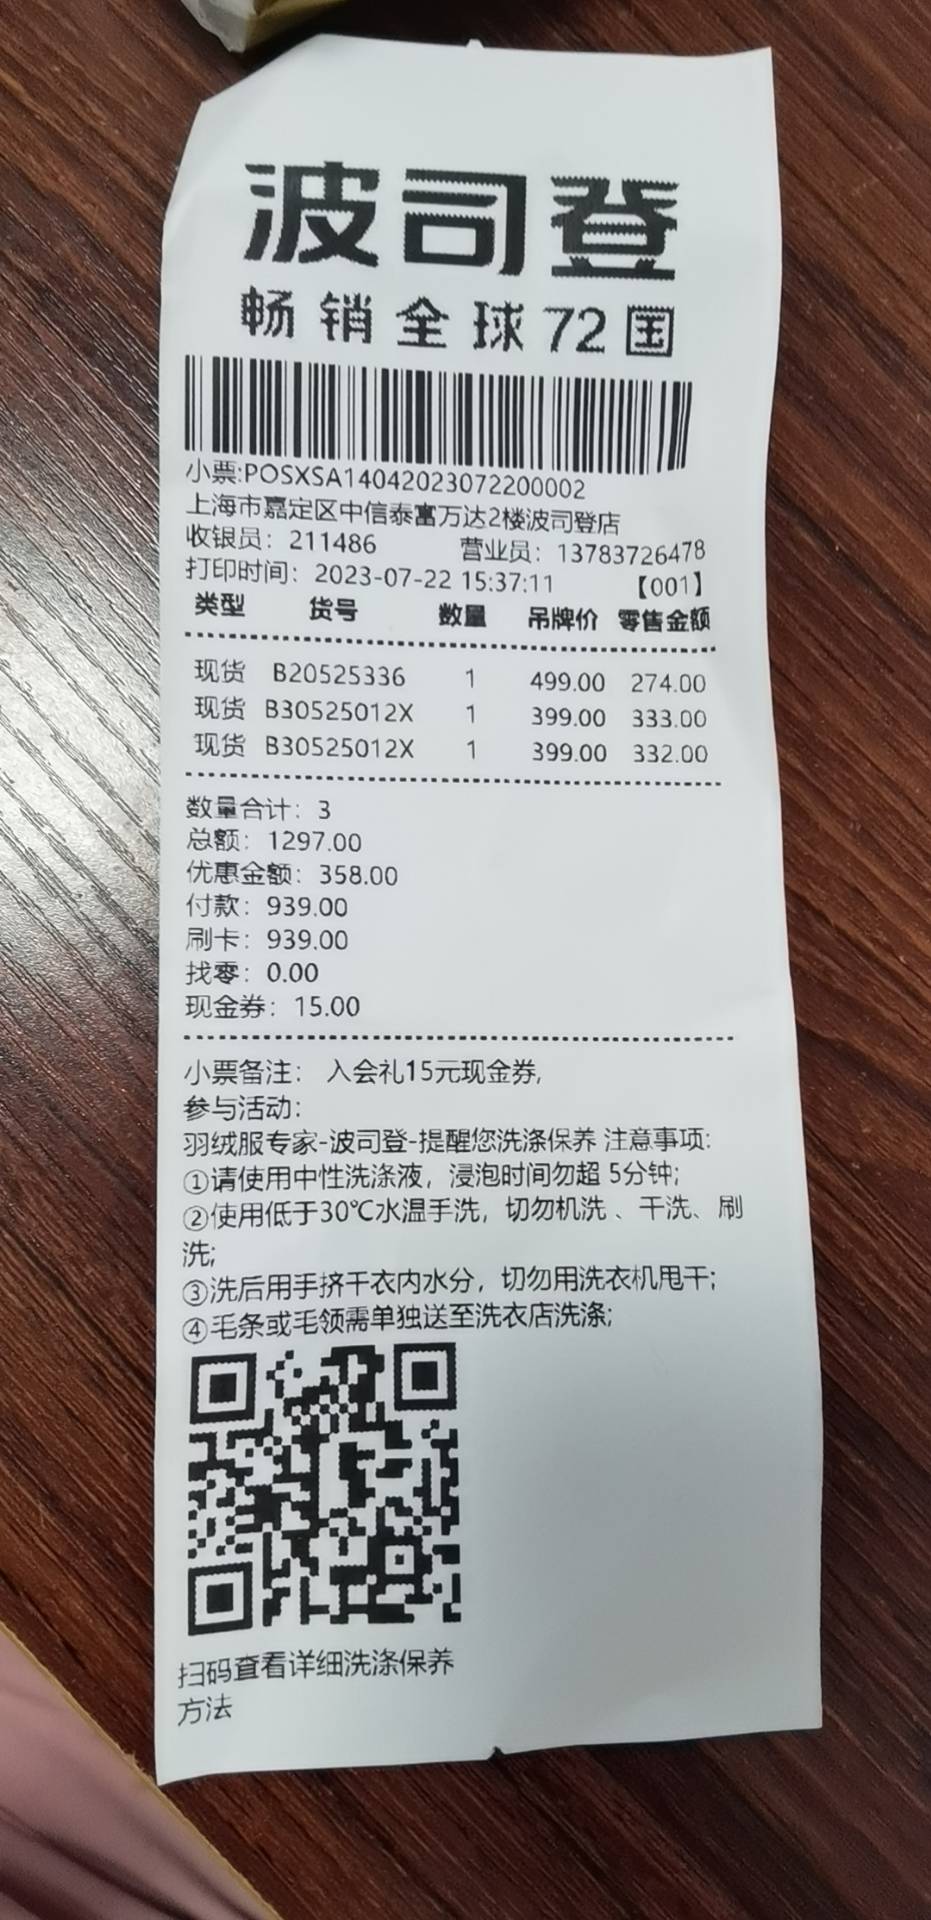 波司登
畅销全球72国
小票:POSXSA14042023072200002
上海市嘉定区中信泰富万达2楼波司登店
收银员：211486 营业员：13783726478
打印时间：2023-07-22 15:37:11 【001】
类型 货号 数量 吊牌价 零售金额
现货 B20525336 1 499.00 274.00
现货 B30525012X 1 399.00 333.00
现货 B30525012X 1 399.00 332.00
数量合计：3
总额：1297.00
优惠金额：358.00
付款：939.00
刷卡：939.00
找零：0.00
现金券：15.00
小票备注： 入会礼15元现金券,
参与活动：
羽绒服专家-波司登-提醒您洗涤保养 注意事项：
①请使用中性洗涤液，浸泡时间勿超 5分钟;
②使用低于30℃水温手洗，切勿机洗 、干洗、刷
洗;
③洗后用手挤干衣内水分，切勿用洗衣机甩干;
④毛条或毛领需单独送至洗衣店洗涤;
扫码查看详细洗涤保养
方法